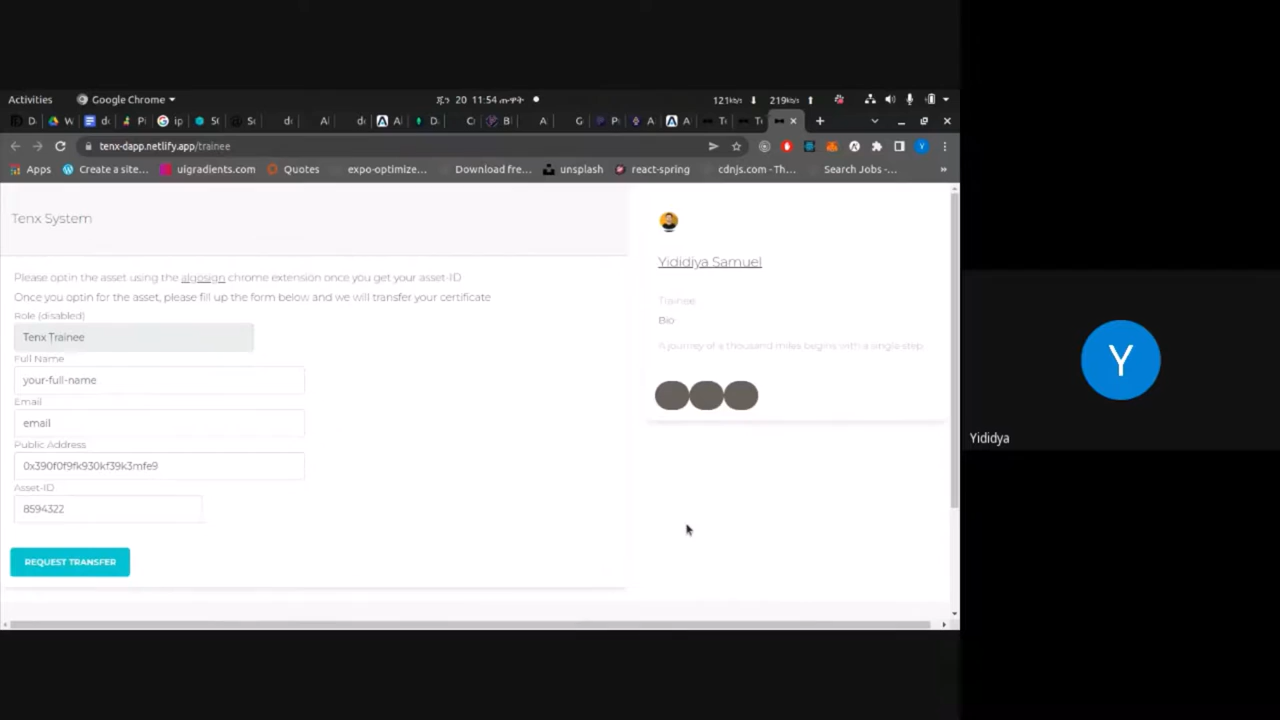 Activities
Google Chrome
121kb/s
219kb/s
tenx-dapp.netlify.app/trainee
Apps
Create a site...
uigradients.com
Quotes
expo-optimize...
Download fre...
unsplash
react-spring
cdnjs.com - Th...
Search Jobs -...
»
Tenx System
Please optin the asset using the algosign chrome extension once you get your asset-ID
Once you optin for the asset, please fill up the form below and we will transfer your certificate
Role (disabled)
Tenx Trainee
Full Name
your-full-name
Email
email
Public Address
0x390f0f9fk930kf39k3mfe9
Asset-ID
8594322
REQUEST TRANSFER
Yididiya Samuel
Trainee
Bio
A journey of a thousand miles begins with a single step
Y
Yididya